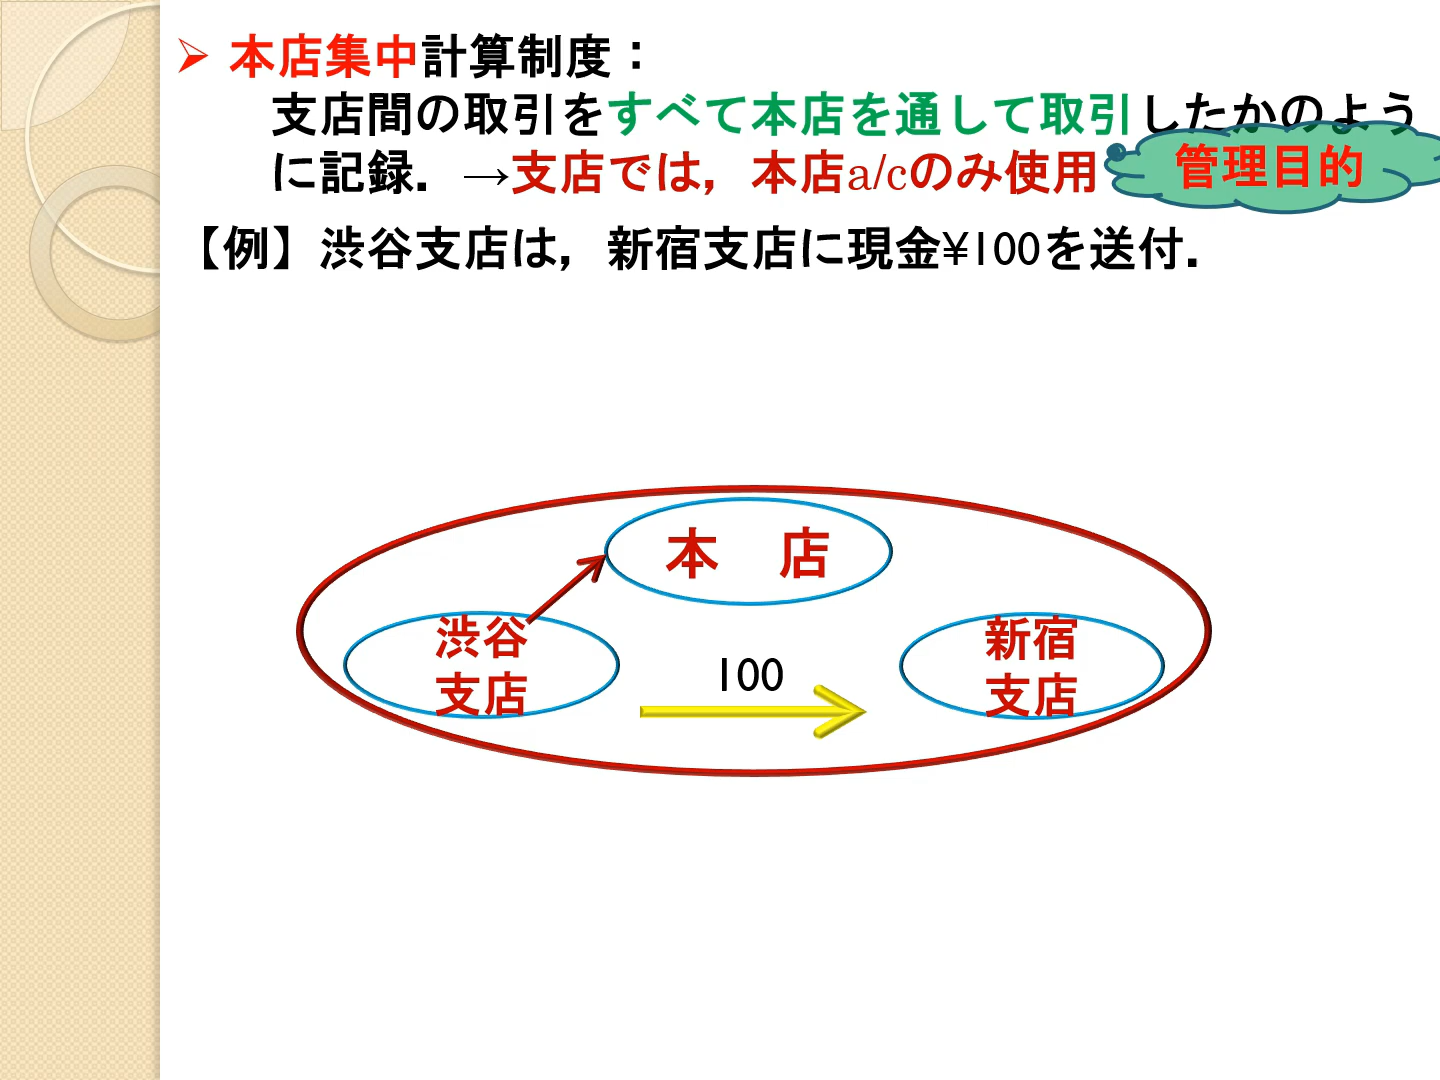 本店集中計算制度：
支店間の取引をすべて本店を通して取引したかのよう
に記録．→支店では，本店a/cのみ使用
管理目的
【例】渋谷支店は，新宿支店に現金¥100を送付．
本　店
渋谷
支店
100
新宿
支店